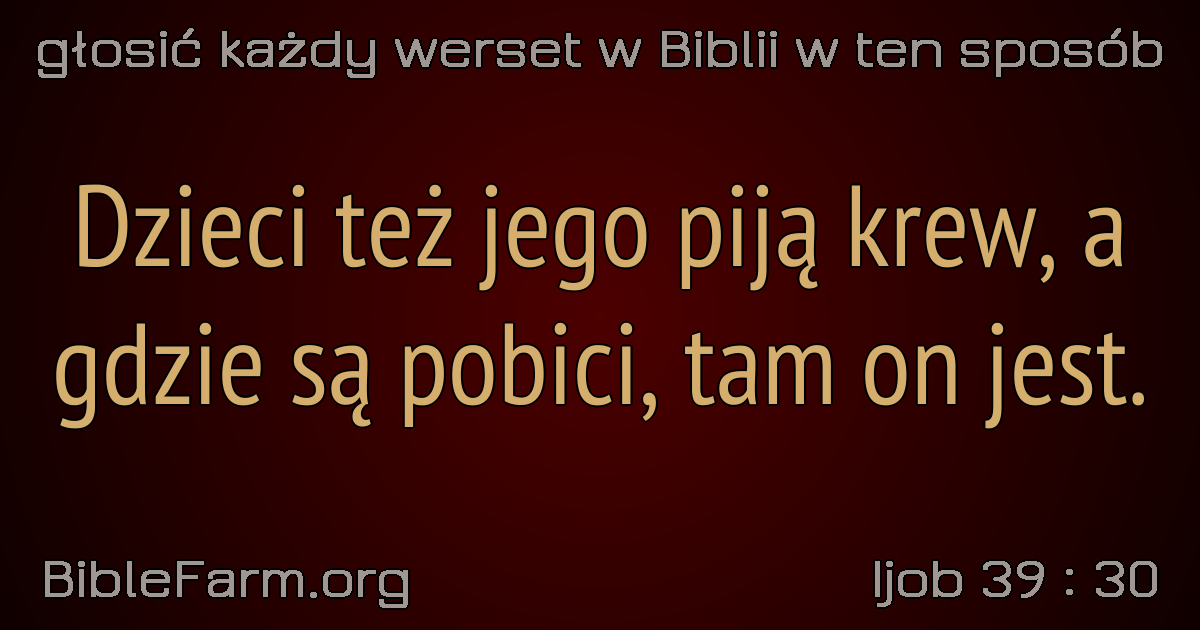 głosić każdy werset w Biblii w ten sposób
Dzieci też jego piją krew, a
gdzie są pobici, tam on jest.
BibleFarm.org
Ijob 39 : 30